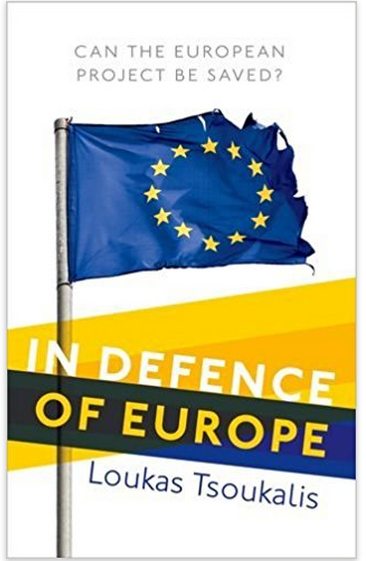 CAN THE EUROPEAN
PROJECT BE SAVED?
IN DEFENCE
OF EUROPE
Loukas Tsoukalis